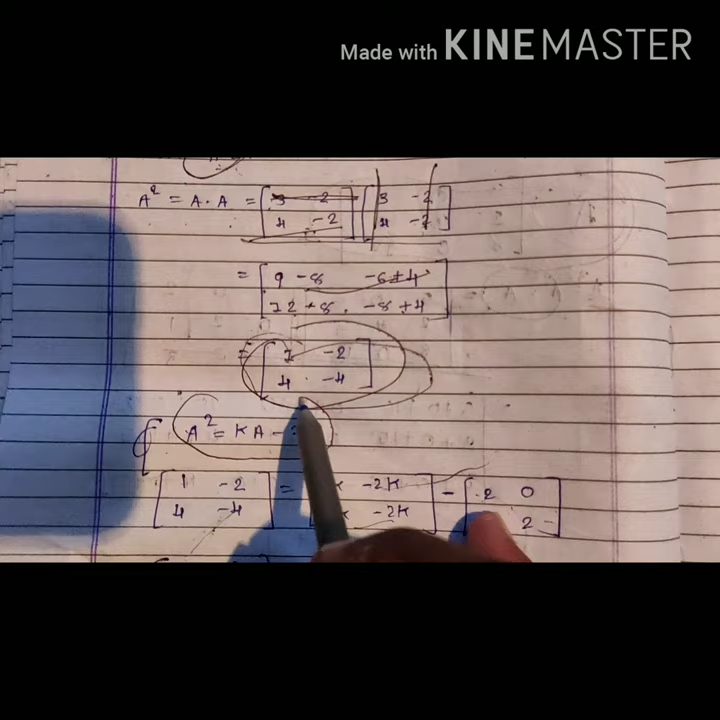 Made with KINEMASTER
A² = A . A = [ 3 -2 ] [ 3 -2 ]
4 -2 4 -2
= [ 9 - 8 -6 + 4 ]
12 - 8 . -8 + 4
= [ 1 -2 ]
4 -4
A² = KA -
[ 1 -2 ] = [ -2K ] - [ 2 0 ]
4 -4 -2K 2